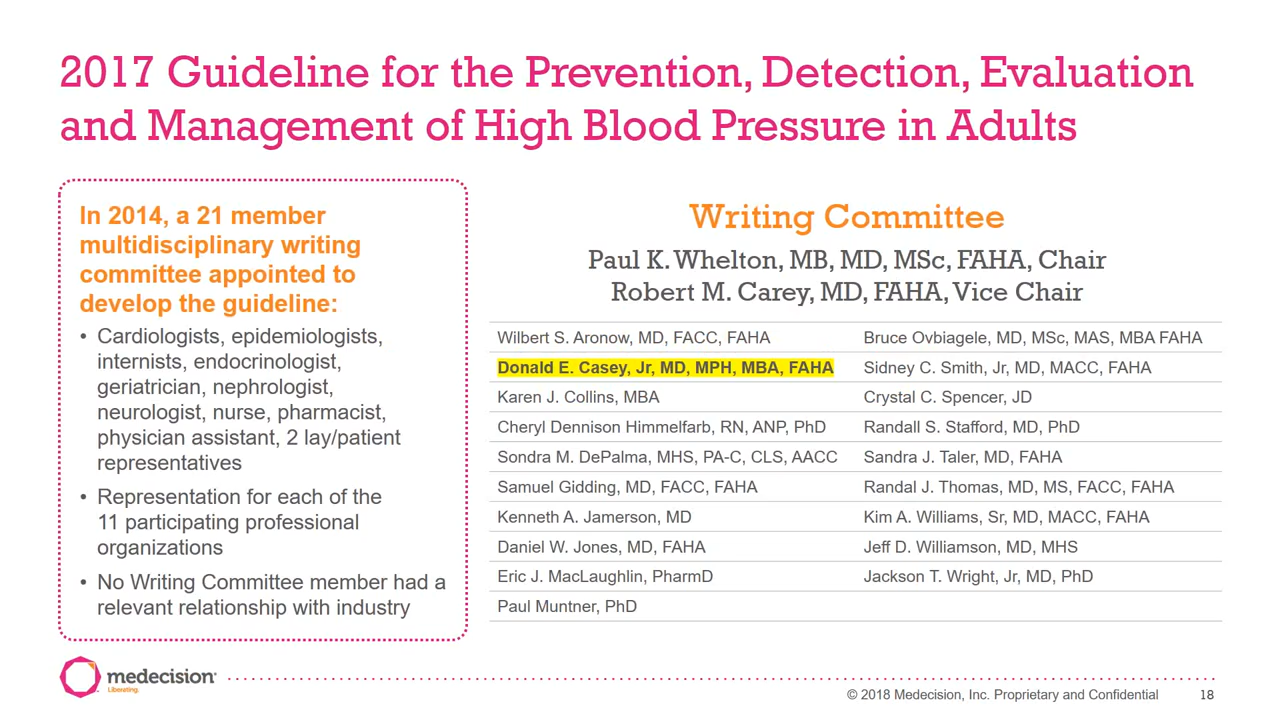 2017 Guideline for the Prevention, Detection, Evaluation
and Management of High Blood Pressure in Adults
In 2014, a 21 member
multidisciplinary writing
committee appointed to
develop the guideline:
• Cardiologists, epidemiologists,
internists, endocrinologist,
geriatrician, nephrologist,
neurologist, nurse, pharmacist,
physician assistant, 2 lay/patient
representatives
• Representation for each of the
11 participating professional
organizations
• No Writing Committee member had a
relevant relationship with industry
Writing Committee
Paul K. Whelton, MB, MD, MSc, FAHA, Chair
Robert M. Carey, MD, FAHA, Vice Chair
Wilbert S. Aronow, MD, FACC, FAHA
Donald E. Casey, Jr, MD, MPH, MBA, FAHA
Karen J. Collins, MBA
Cheryl Dennison Himmelfarb, RN, ANP, PhD
Sondra M. DePalma, MHS, PA-C, CLS, AACC
Samuel Gidding, MD, FACC, FAHA
Kenneth A. Jamerson, MD
Daniel W. Jones, MD, FAHA
Eric J. MacLaughlin, PharmD
Paul Muntner, PhD
Bruce Ovbiagele, MD, MSc, MAS, MBA FAHA
Sidney C. Smith, Jr, MD, MACC, FAHA
Crystal C. Spencer, JD
Randall S. Stafford, MD, PhD
Sandra J. Taler, MD, FAHA
Randal J. Thomas, MD, MS, FACC, FAHA
Kim A. Williams, Sr, MD, MACC, FAHA
Jeff D. Williamson, MD, MHS
Jackson T. Wright, Jr, MD, PhD
medecision
Liberating.
© 2018 Medecision, Inc. Proprietary and Confidential
18